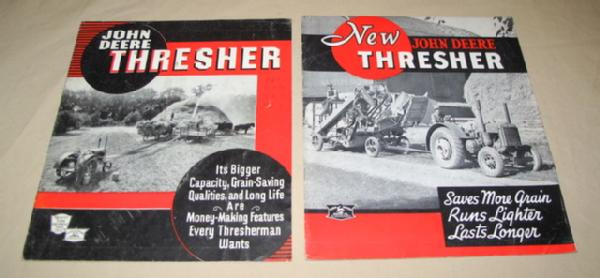 JOHN
DEERE
THRESHER
Its Bigger
Capacity, Grain-Saving
Qualities, and Long life
Are
Money-Making Features
Every Thresherman
Wants
New JOHN DEERE
THRESHER
Saves More Grain
Runs Lighter
Lasts Longer